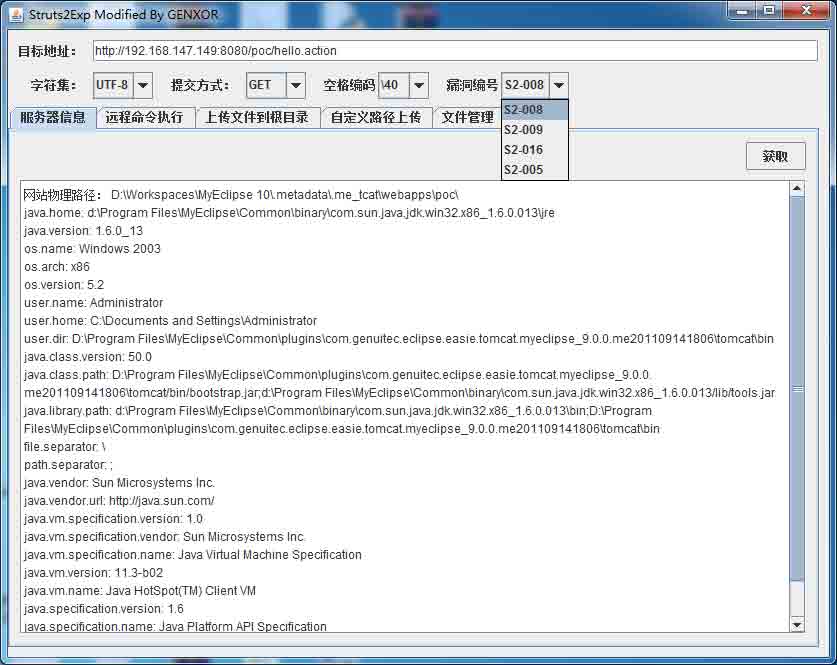 Struts2Exp Modified By GENXOR
目标地址： http://192.168.147.149:8080/poc/hello.action
字符集： UTF-8 提交方式： GET 空格编码 \40 漏洞编号 S2-008
S2-008
S2-009
S2-016
S2-005
服务器信息 远程命令执行 上传文件到根目录 自定义路径上传 文件管理
获取
网站物理路径： D:\Workspaces\MyEclipse 10\.metadata\.me_tcat\webapps\poc\
java.home: d:\Program Files\MyEclipse\Common\binary\com.sun.java.jdk.win32.x86_1.6.0.013\jre
java.version: 1.6.0_13
os.name: Windows 2003
os.arch: x86
os.version: 5.2
user.name: Administrator
user.home: C:\Documents and Settings\Administrator
user.dir: D:\Program Files\MyEclipse\Common\plugins\com.genuitec.eclipse.easie.tomcat.myeclipse_9.0.0.me201109141806\tomcat\bin
java.class.version: 50.0
java.class.path: D:\Program Files\MyEclipse\Common\plugins\com.genuitec.eclipse.easie.tomcat.myeclipse_9.0.0.
me201109141806\tomcat/bin/bootstrap.jar;d:\Program Files\MyEclipse\Common\binary\com.sun.java.jdk.win32.x86_1.6.0.013/lib/tools.jar
java.library.path: d:\Program Files\MyEclipse\Common\binary\com.sun.java.jdk.win32.x86_1.6.0.013\bin;D:\Program
Files\MyEclipse\Common\plugins\com.genuitec.eclipse.easie.tomcat.myeclipse_9.0.0.me201109141806\tomcat\bin
file.separator: \
path.separator: ;
java.vendor: Sun Microsystems Inc.
java.vendor.url: http://java.sun.com/
java.vm.specification.version: 1.0
java.vm.specification.vendor: Sun Microsystems Inc.
java.vm.specification.name: Java Virtual Machine Specification
java.vm.version: 11.3-b02
java.vm.name: Java HotSpot(TM) Client VM
java.specification.version: 1.6
java.specification.name: Java Platform API Specification